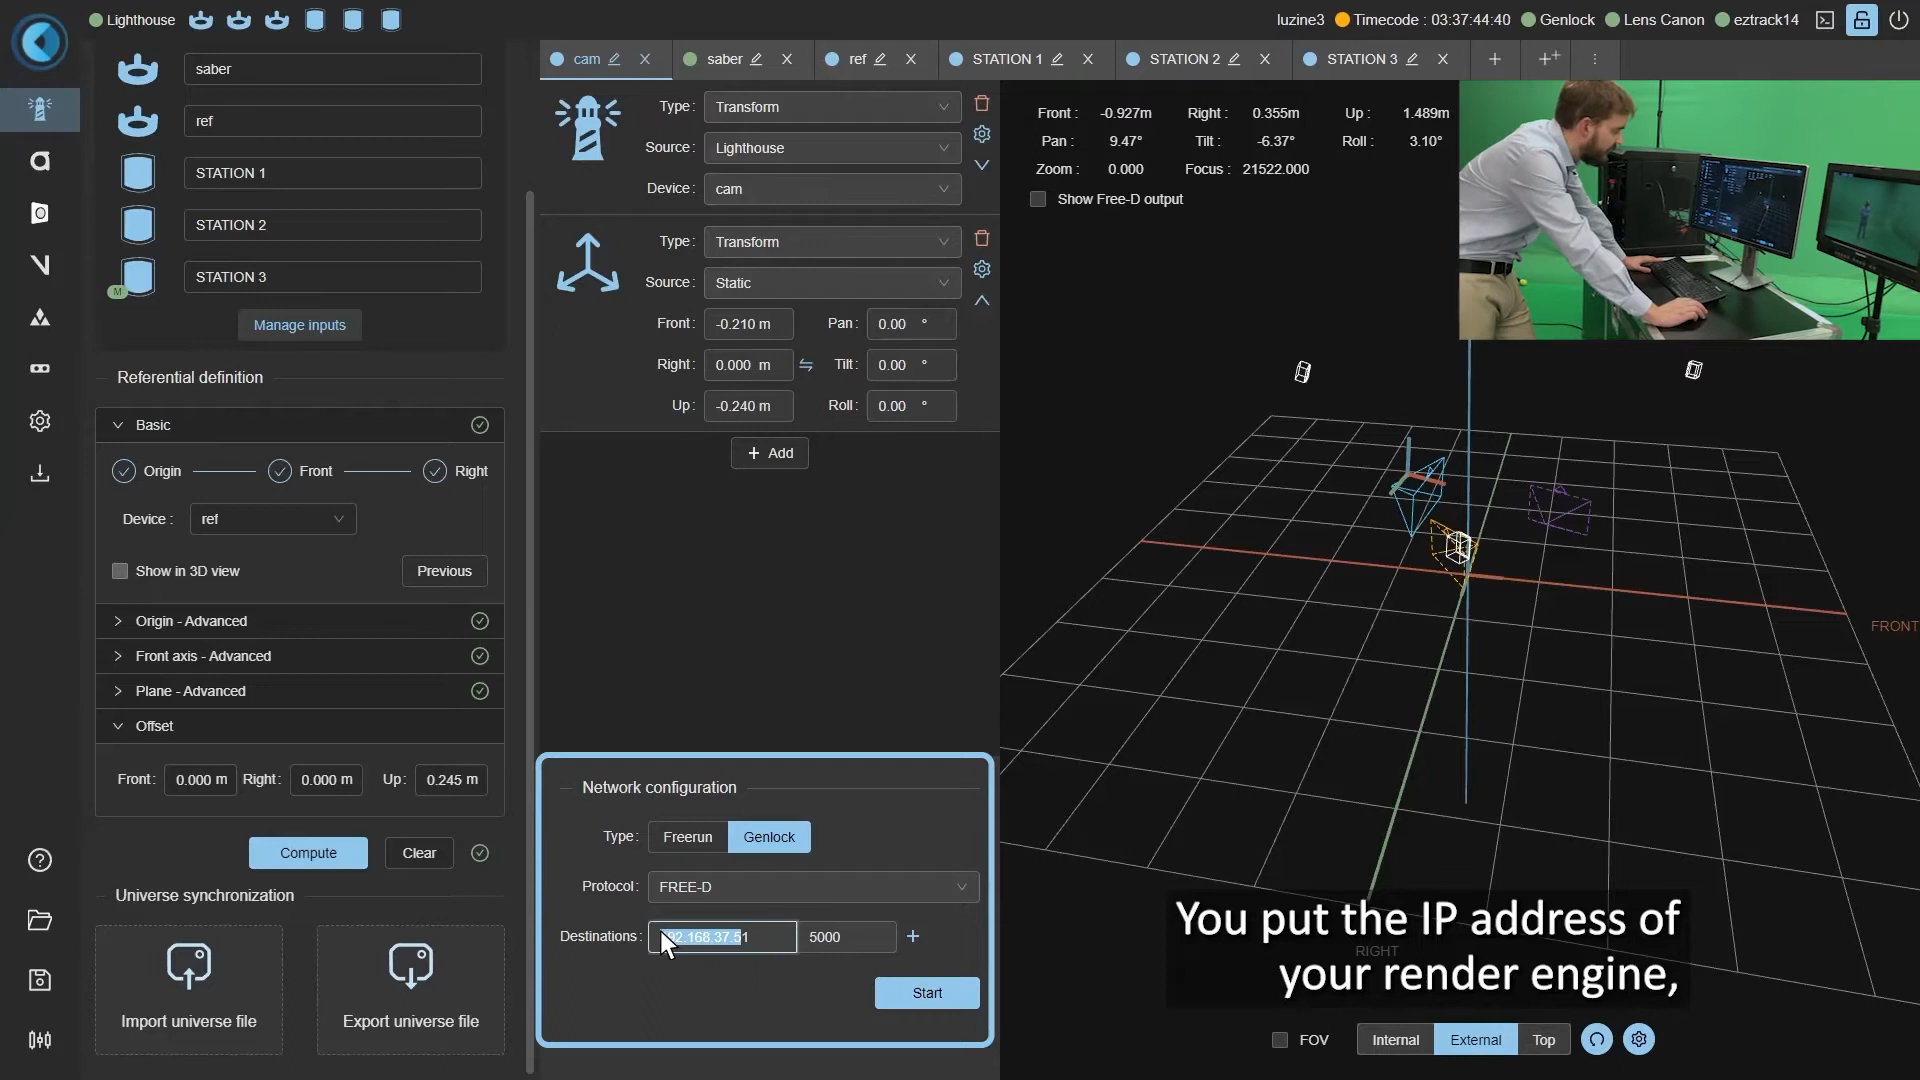 Lighthouse
luzine3 Timecode : 03:37:44:40 Genlock Lens Canon eztrack14
saber
ref
STATION 1
STATION 2
STATION 3
M
Manage inputs
Referential definition
Basic
Origin Front Right
Device : ref
Show in 3D view Previous
Origin - Advanced
Front axis - Advanced
Plane - Advanced
Offset
Front: 0.000 m Right: 0.000 m Up: 0.245 m
Compute Clear
Universe synchronization
Import universe file Export universe file
cam saber ref STATION 1 STATION 2 STATION 3
Type: Transform
Source: Lighthouse
Device: cam
Type: Transform
Source: Static
Front: -0.210 m Pan: 0.00 °
Right: 0.000 m Tilt: 0.00 °
Up: -0.240 m Roll: 0.00 °
+ Add
Network configuration
Type: Freerun Genlock
Protocol: FREE-D
Destinations: 92.168.37.51 5000 +
Start
Front : -0.927m Right : 0.355m Up : 1.489m
Pan : 9.47° Tilt : -6.37° Roll : 3.10°
Zoom : 0.000 Focus : 21522.000
Show Free-D output
FRONT
RIGHT
You put the IP address of
your render engine,
FOV Internal External Top